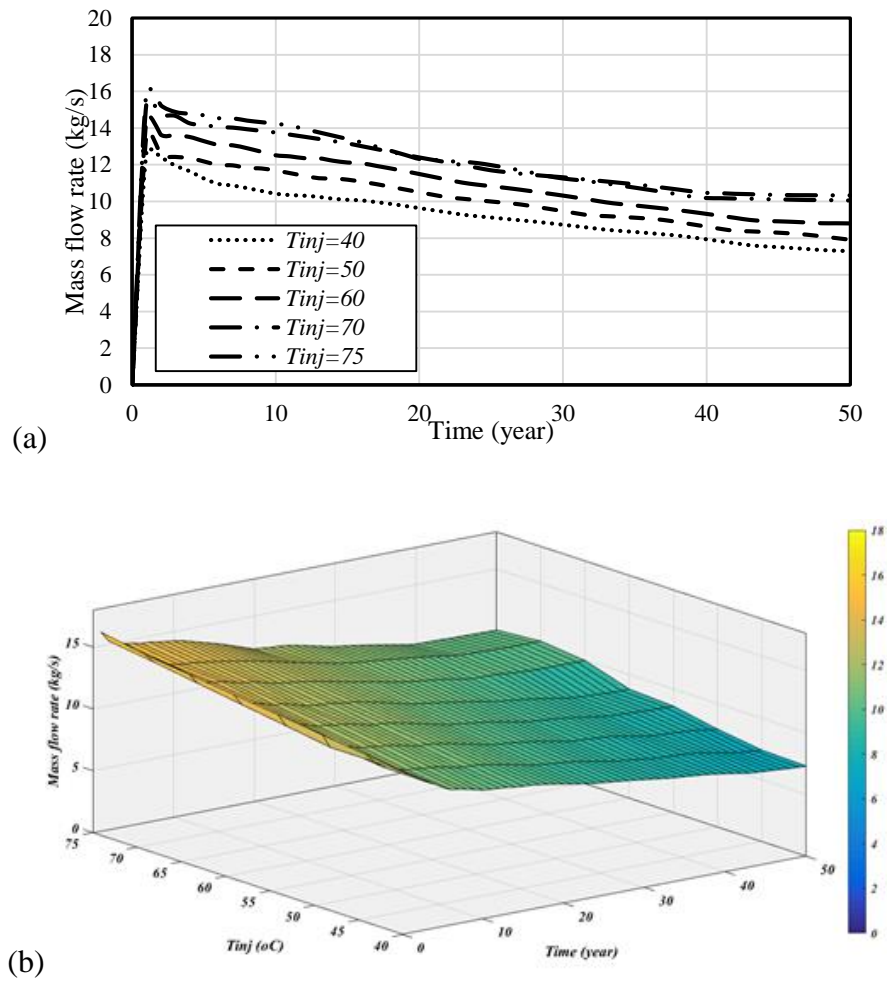 20
18
16
14
12
10
8
6
4
2
0
Mass flow rate (kg/s)
Tinj=40
Tinj=50
Tinj=60
Tinj=70
Tinj=75
0 10 20 30 40 50
Time (year)
(a)
15
10
5
0
Mass flow rate (kg/s)
75 70 65 60 55 50 45 40
Tinj (oC)
0 10 20 30 40 50
Time (year)
18
16
14
12
10
8
6
4
2
0
(b)